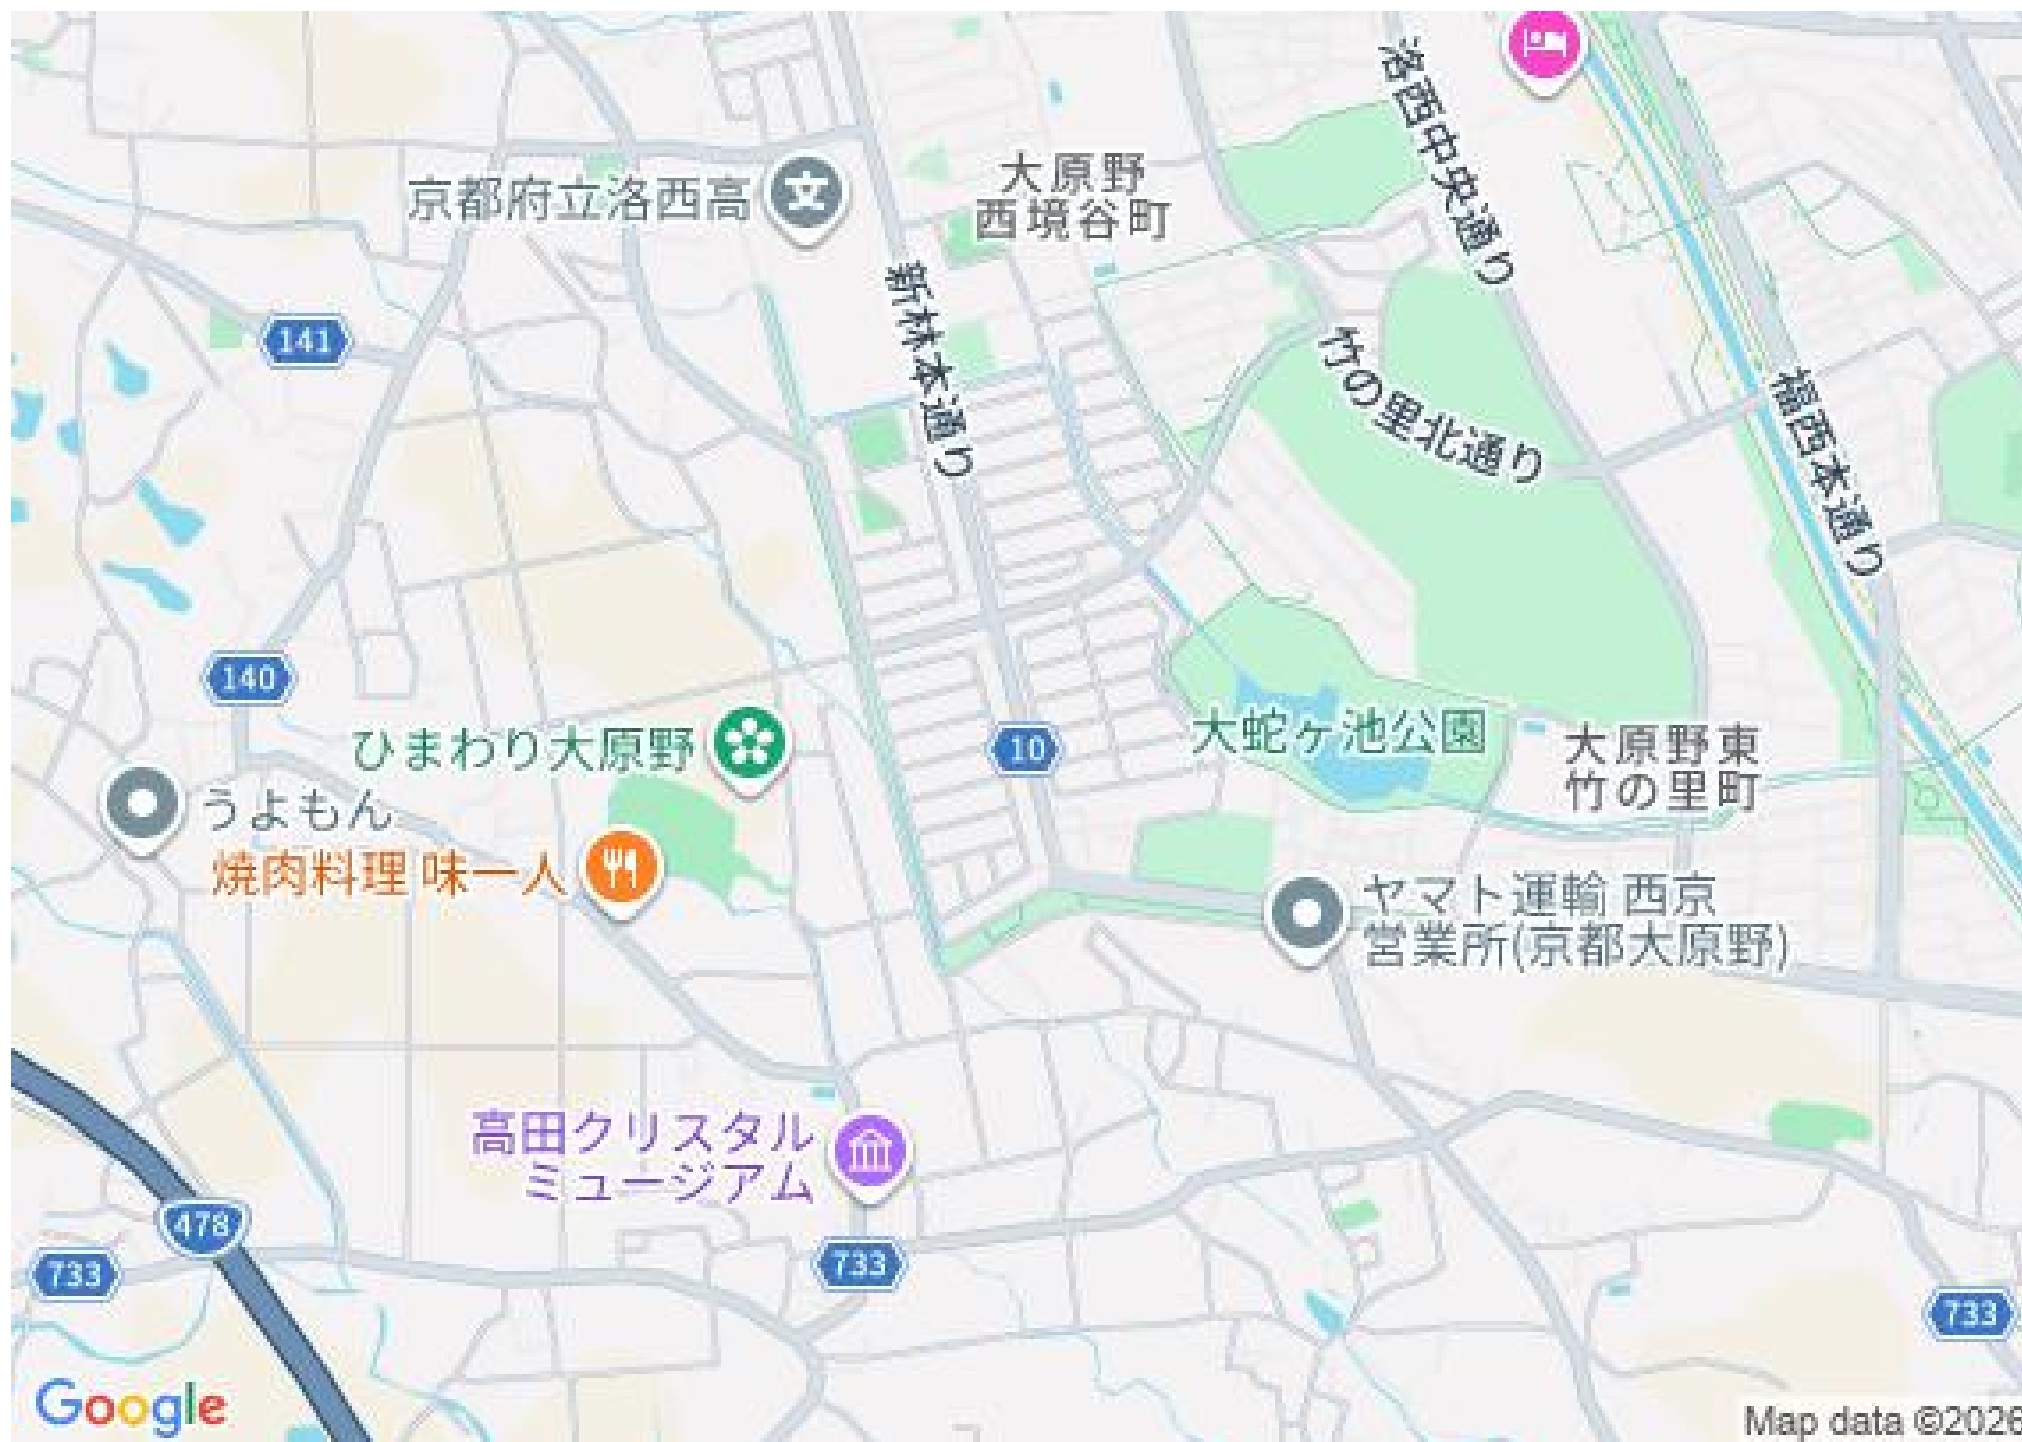 洛西中央通り
京都府立洛西高
大原野
西境谷町
新林本通り
141
竹の里北通り
福西本通り
140
ひまわり大原野
10
大蛇ヶ池公園
大原野東
竹の里町
うよもん
焼肉料理 味一人
ヤマト運輸 西京
営業所(京都大原野)
高田クリスタル
ミュージアム
478
733
733
733
Google
Map data ©2026